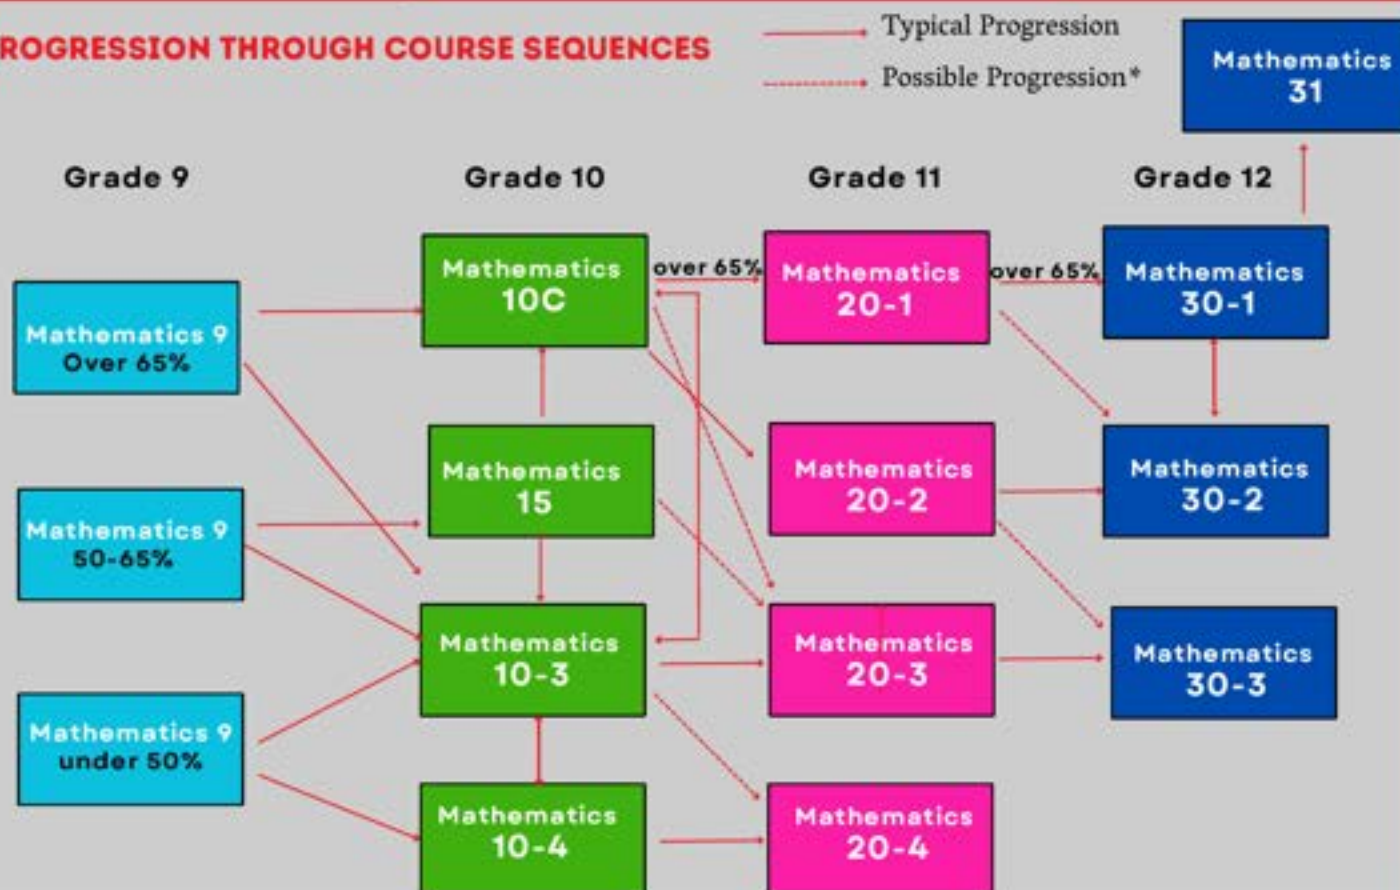 ROGRESSION THROUGH COURSE SEQUENCES
Typical Progression
Possible Progression*
Mathematics
31
Grade 9
Grade 10
Grade 11
Grade 12
Mathematics 9
Over 65%
Mathematics 9
50-65%
Mathematics 9
under 50%
Mathematics
10C
over 65%
Mathematics
15
Mathematics
10-3
Mathematics
10-4
Mathematics
20-1
over 65%
Mathematics
20-2
Mathematics
20-3
Mathematics
20-4
Mathematics
30-1
Mathematics
30-2
Mathematics
30-3